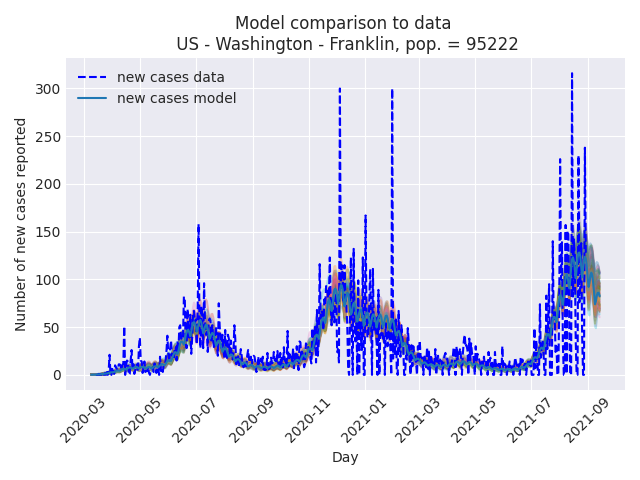 Model comparison to data
US - Washington - Franklin, pop. = 95222
new cases data
new cases model
Number of new cases reported
300
250
200
150
100
50
0
2020-03
2020-05
2020-07
2020-09
2020-11
2021-01
2021-03
2021-05
2021-07
2021-09
Day